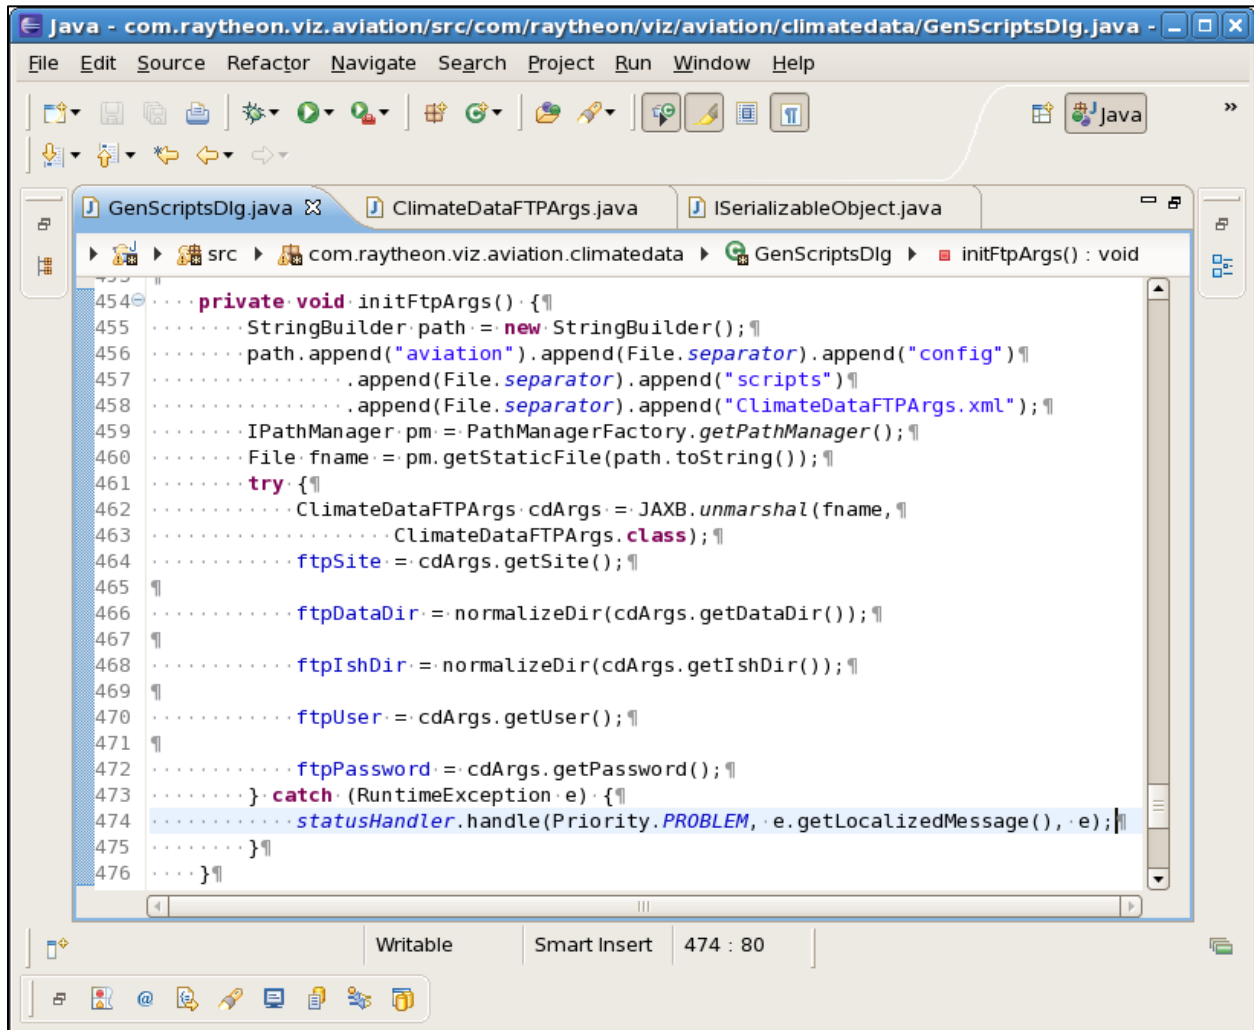 Java - com.raytheon.viz.aviation/src/com/raytheon/viz/aviation/climatedata/GenScriptsDlg.java -
File Edit Source Refactor Navigate Search Project Run Window Help
Java »
GenScriptsDlg.java ClimateDataFTPArgs.java ISerializableObject.java
src com.raytheon.viz.aviation.climatedata GenScriptsDlg initFtpArgs() : void
453 ¶
454 ····private·void·initFtpArgs()·{¶
455 ········StringBuilder·path·=·new·StringBuilder();¶
456 ········path.append("aviation").append(File.separator).append("config")¶
457 ················.append(File.separator).append("scripts")¶
458 ················.append(File.separator).append("ClimateDataFTPArgs.xml");¶
459 ········IPathManager·pm·=·PathManagerFactory.getPathManager();¶
460 ········File·fname·=·pm.getStaticFile(path.toString());¶
461 ········try·{¶
462 ············ClimateDataFTPArgs·cdArgs·=·JAXB.unmarshal(fname,¶
463 ····················ClimateDataFTPArgs.class);¶
464 ············ftpSite·=·cdArgs.getSite();¶
465 ¶
466 ············ftpDataDir·=·normalizeDir(cdArgs.getDataDir());¶
467 ¶
468 ············ftpIshDir·=·normalizeDir(cdArgs.getIshDir());¶
469 ¶
470 ············ftpUser·=·cdArgs.getUser();¶
471 ¶
472 ············ftpPassword·=·cdArgs.getPassword();¶
473 ········}·catch·(RuntimeException·e)·{¶
474 ············statusHandler.handle(Priority.PROBLEM,·e.getLocalizedMessage(),·e);¶
475 ········}¶
476 ····}¶
Writable Smart Insert 474 : 80